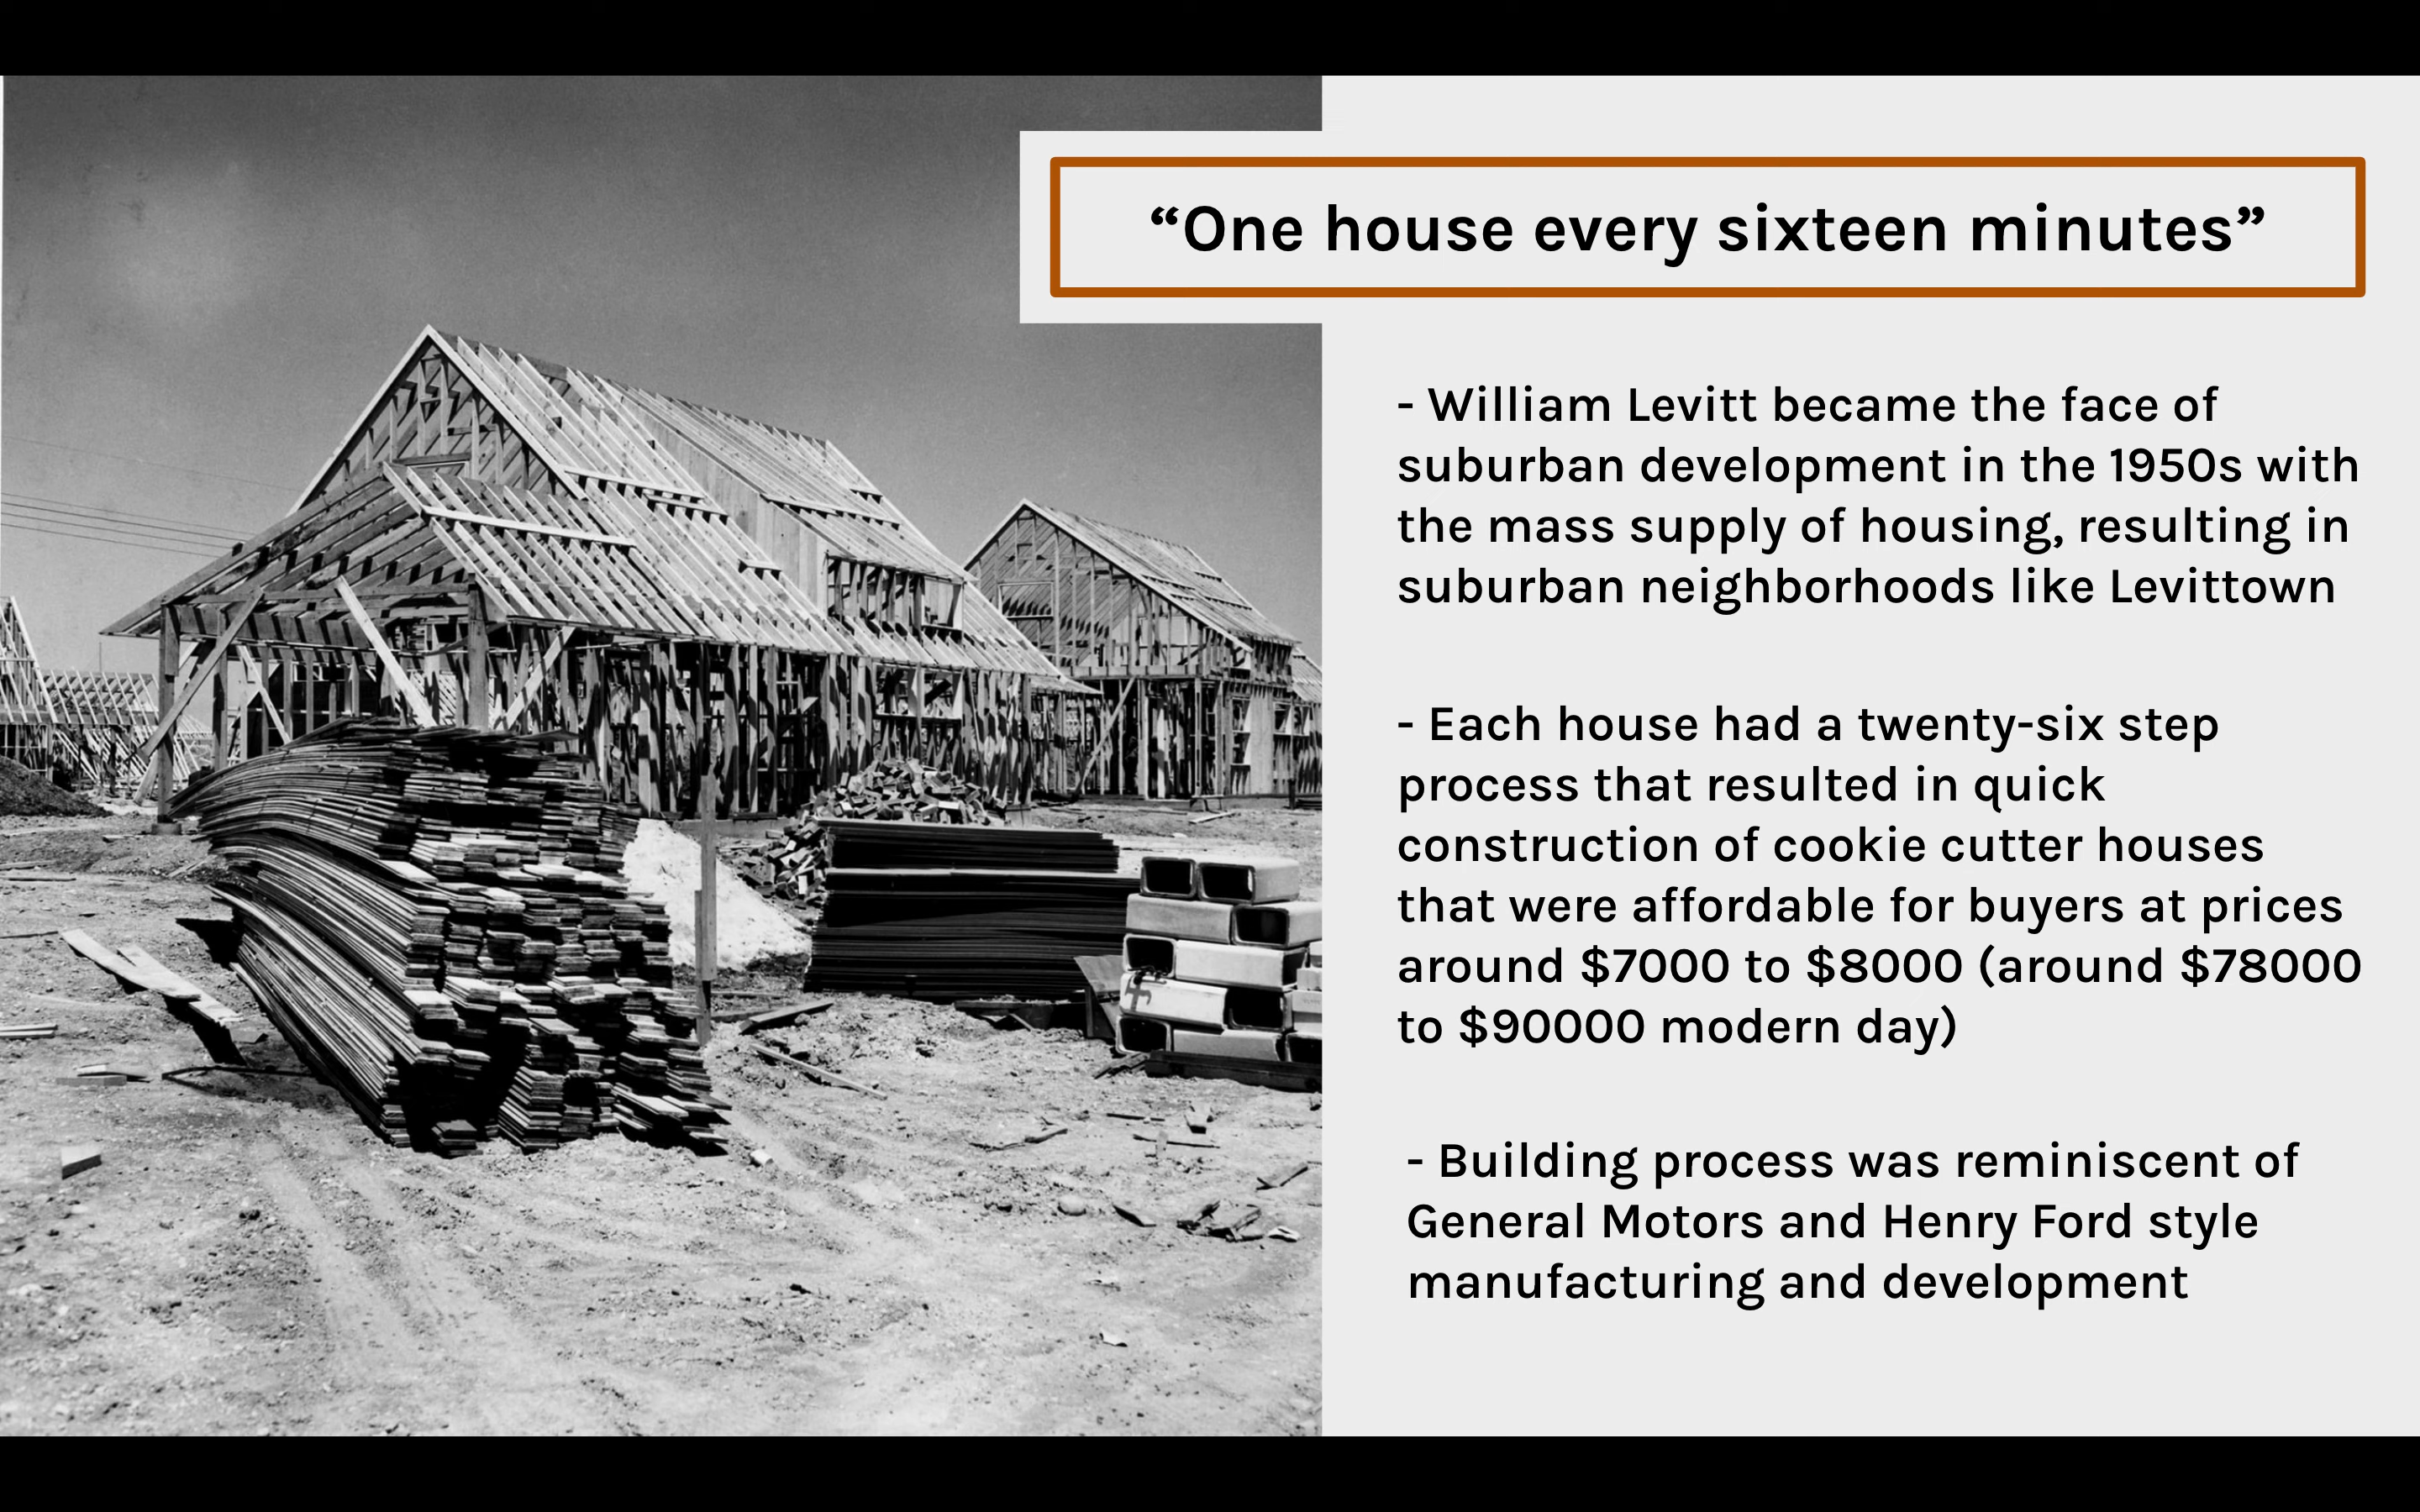 “One house every sixteen minutes”
- William Levitt became the face of
suburban development in the 1950s with
the mass supply of housing, resulting in
suburban neighborhoods like Levittown
- Each house had a twenty-six step
process that resulted in quick
construction of cookie cutter houses
that were affordable for buyers at prices
around $7000 to $8000 (around $78000
to $90000 modern day)
- Building process was reminiscent of
General Motors and Henry Ford style
manufacturing and development